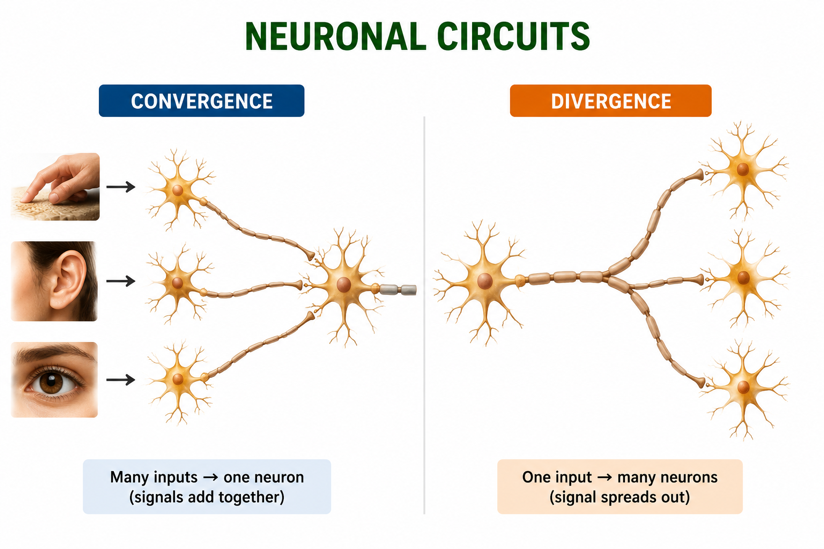 NEURONAL CIRCUITS
CONVERGENCE
DIVERGENCE
Many inputs → one neuron
(signals add together)
One input → many neurons
(signal spreads out)